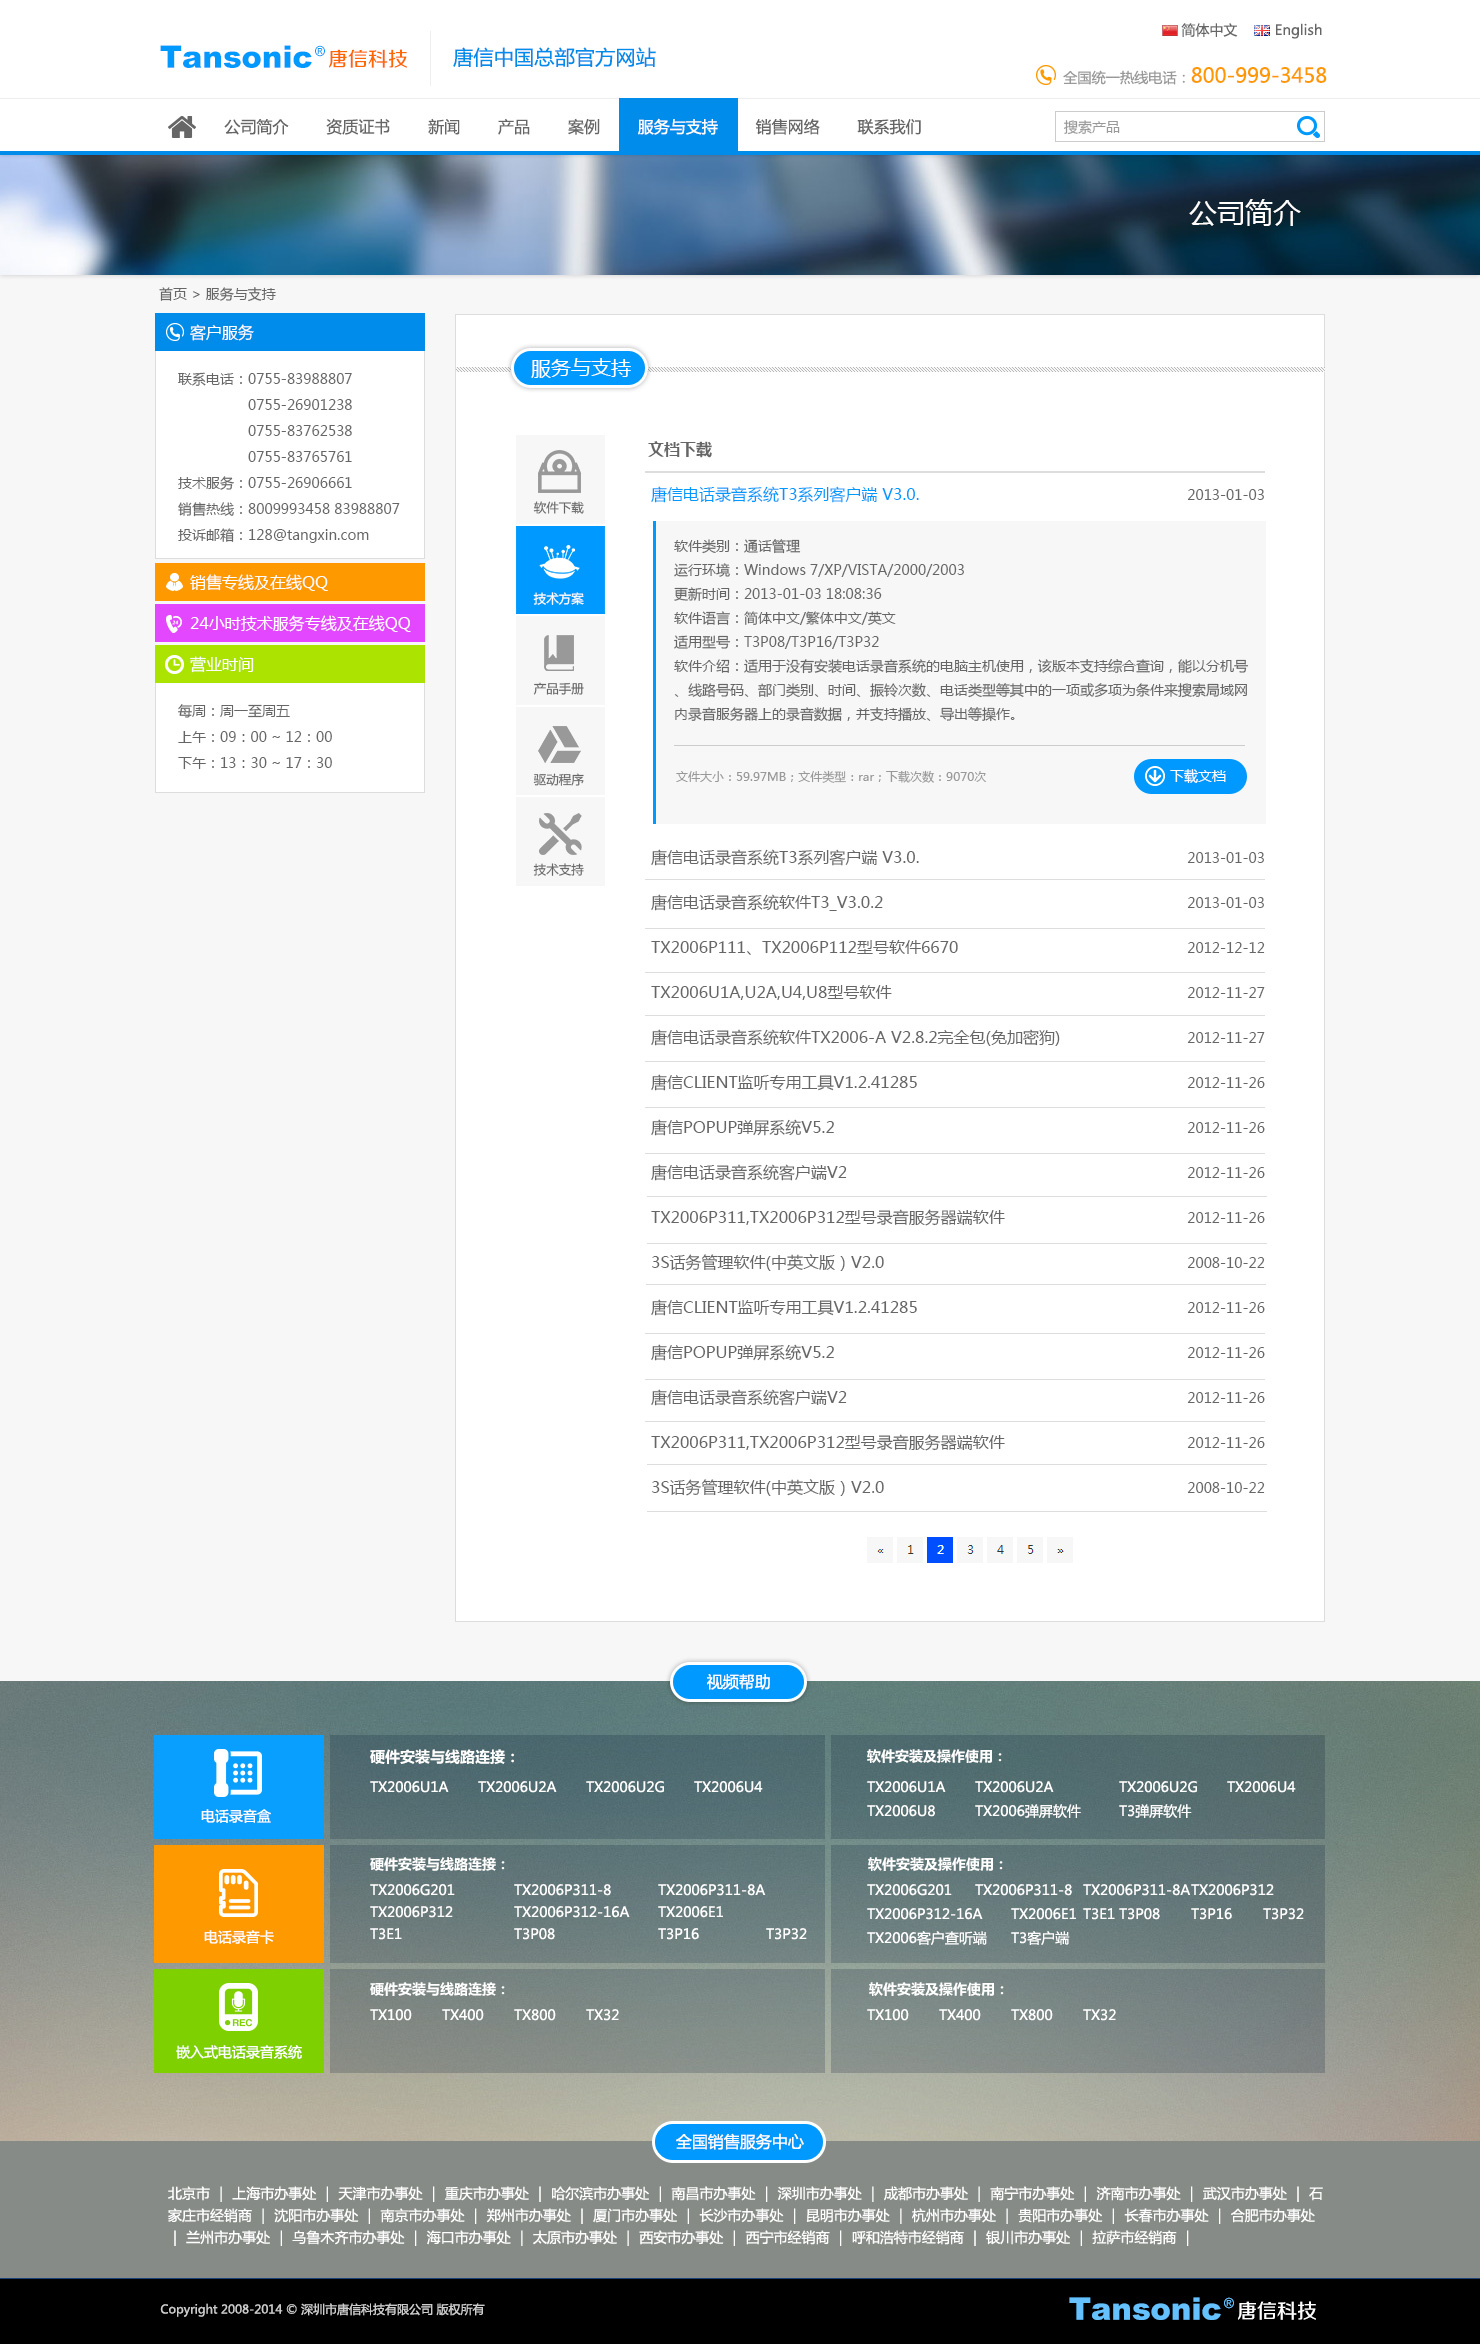 简体中文 English
Tansonic®唐信科技 唐信中国总部官方网站
全国统一热线电话：800-999-3458
公司简介 资质证书 新闻 产品 案例 服务与支持 销售网络 联系我们 搜索产品
公司简介
首页 > 服务与支持
客户服务
联系电话：0755-83988807
0755-26901238
0755-83762538
0755-83765761
技术服务：0755-26906661
销售热线：8009993458 83988807
投诉邮箱：128@tangxin.com
销售专线及在线QQ
24小时技术服务专线及在线QQ
营业时间
每周：周一至周五
上午：09：00 ~ 12：00
下午：13：30 ~ 17：30
服务与支持
软件下载
技术方案
产品手册
驱动程序
技术支持
文档下载
唐信电话录音系统T3系列客户端 V3.0. 2013-01-03
软件类别：通话管理
运行环境：Windows 7/XP/VISTA/2000/2003
更新时间：2013-01-03 18:08:36
软件语言：简体中文/繁体中文/英文
适用型号：T3P08/T3P16/T3P32
软件介绍：适用于没有安装电话录音系统的电脑主机使用，该版本支持综合查询，能以分机号
、线路号码、部门类别、时间、振铃次数、电话类型等其中的一项或多项为条件来搜索局域网
内录音服务器上的录音数据，并支持播放、导出等操作。
文件大小：59.97MB；文件类型：rar；下载次数：9070次 下载文档
唐信电话录音系统T3系列客户端 V3.0. 2013-01-03
唐信电话录音系统软件T3_V3.0.2 2013-01-03
TX2006P111、TX2006P112型号软件6670 2012-12-12
TX2006U1A,U2A,U4,U8型号软件 2012-11-27
唐信电话录音系统软件TX2006-A V2.8.2完全包(免加密狗) 2012-11-27
唐信CLIENT监听专用工具V1.2.41285 2012-11-26
唐信POPUP弹屏系统V5.2 2012-11-26
唐信电话录音系统客户端V2 2012-11-26
TX2006P311,TX2006P312型号录音服务器端软件 2012-11-26
3S话务管理软件(中英文版）V2.0 2008-10-22
唐信CLIENT监听专用工具V1.2.41285 2012-11-26
唐信POPUP弹屏系统V5.2 2012-11-26
唐信电话录音系统客户端V2 2012-11-26
TX2006P311,TX2006P312型号录音服务器端软件 2012-11-26
3S话务管理软件(中英文版）V2.0 2008-10-22
« 1 2 3 4 5 »
视频帮助
电话录音盒
硬件安装与线路连接：
TX2006U1A TX2006U2A TX2006U2G TX2006U4
软件安装及操作使用：
TX2006U1A TX2006U2A TX2006U2G TX2006U4
TX2006U8 TX2006弹屏软件 T3弹屏软件
电话录音卡
硬件安装与线路连接：
TX2006G201 TX2006P311-8 TX2006P311-8A
TX2006P312 TX2006P312-16A TX2006E1
T3E1 T3P08 T3P16 T3P32
软件安装及操作使用：
TX2006G201 TX2006P311-8 TX2006P311-8ATX2006P312
TX2006P312-16A TX2006E1 T3E1 T3P08 T3P16 T3P32
TX2006客户查听端 T3客户端
REC
嵌入式电话录音系统
硬件安装与线路连接：
TX100 TX400 TX800 TX32
软件安装及操作使用：
TX100 TX400 TX800 TX32
全国销售服务中心
北京市 | 上海市办事处 | 天津市办事处 | 重庆市办事处 | 哈尔滨市办事处 | 南昌市办事处 | 深圳市办事处 | 成都市办事处 | 南宁市办事处 | 济南市办事处 | 武汉市办事处 | 石
家庄市经销商 | 沈阳市办事处 | 南京市办事处 | 郑州市办事处 | 厦门市办事处 | 长沙市办事处 | 昆明市办事处 | 杭州市办事处 | 贵阳市办事处 | 长春市办事处 | 合肥市办事处
| 兰州市办事处 | 乌鲁木齐市办事处 | 海口市办事处 | 太原市办事处 | 西安市办事处 | 西宁市经销商 | 呼和浩特市经销商 | 银川市办事处 | 拉萨市经销商 |
Copyright 2008-2014 © 深圳市唐信科技有限公司 版权所有 Tansonic®唐信科技